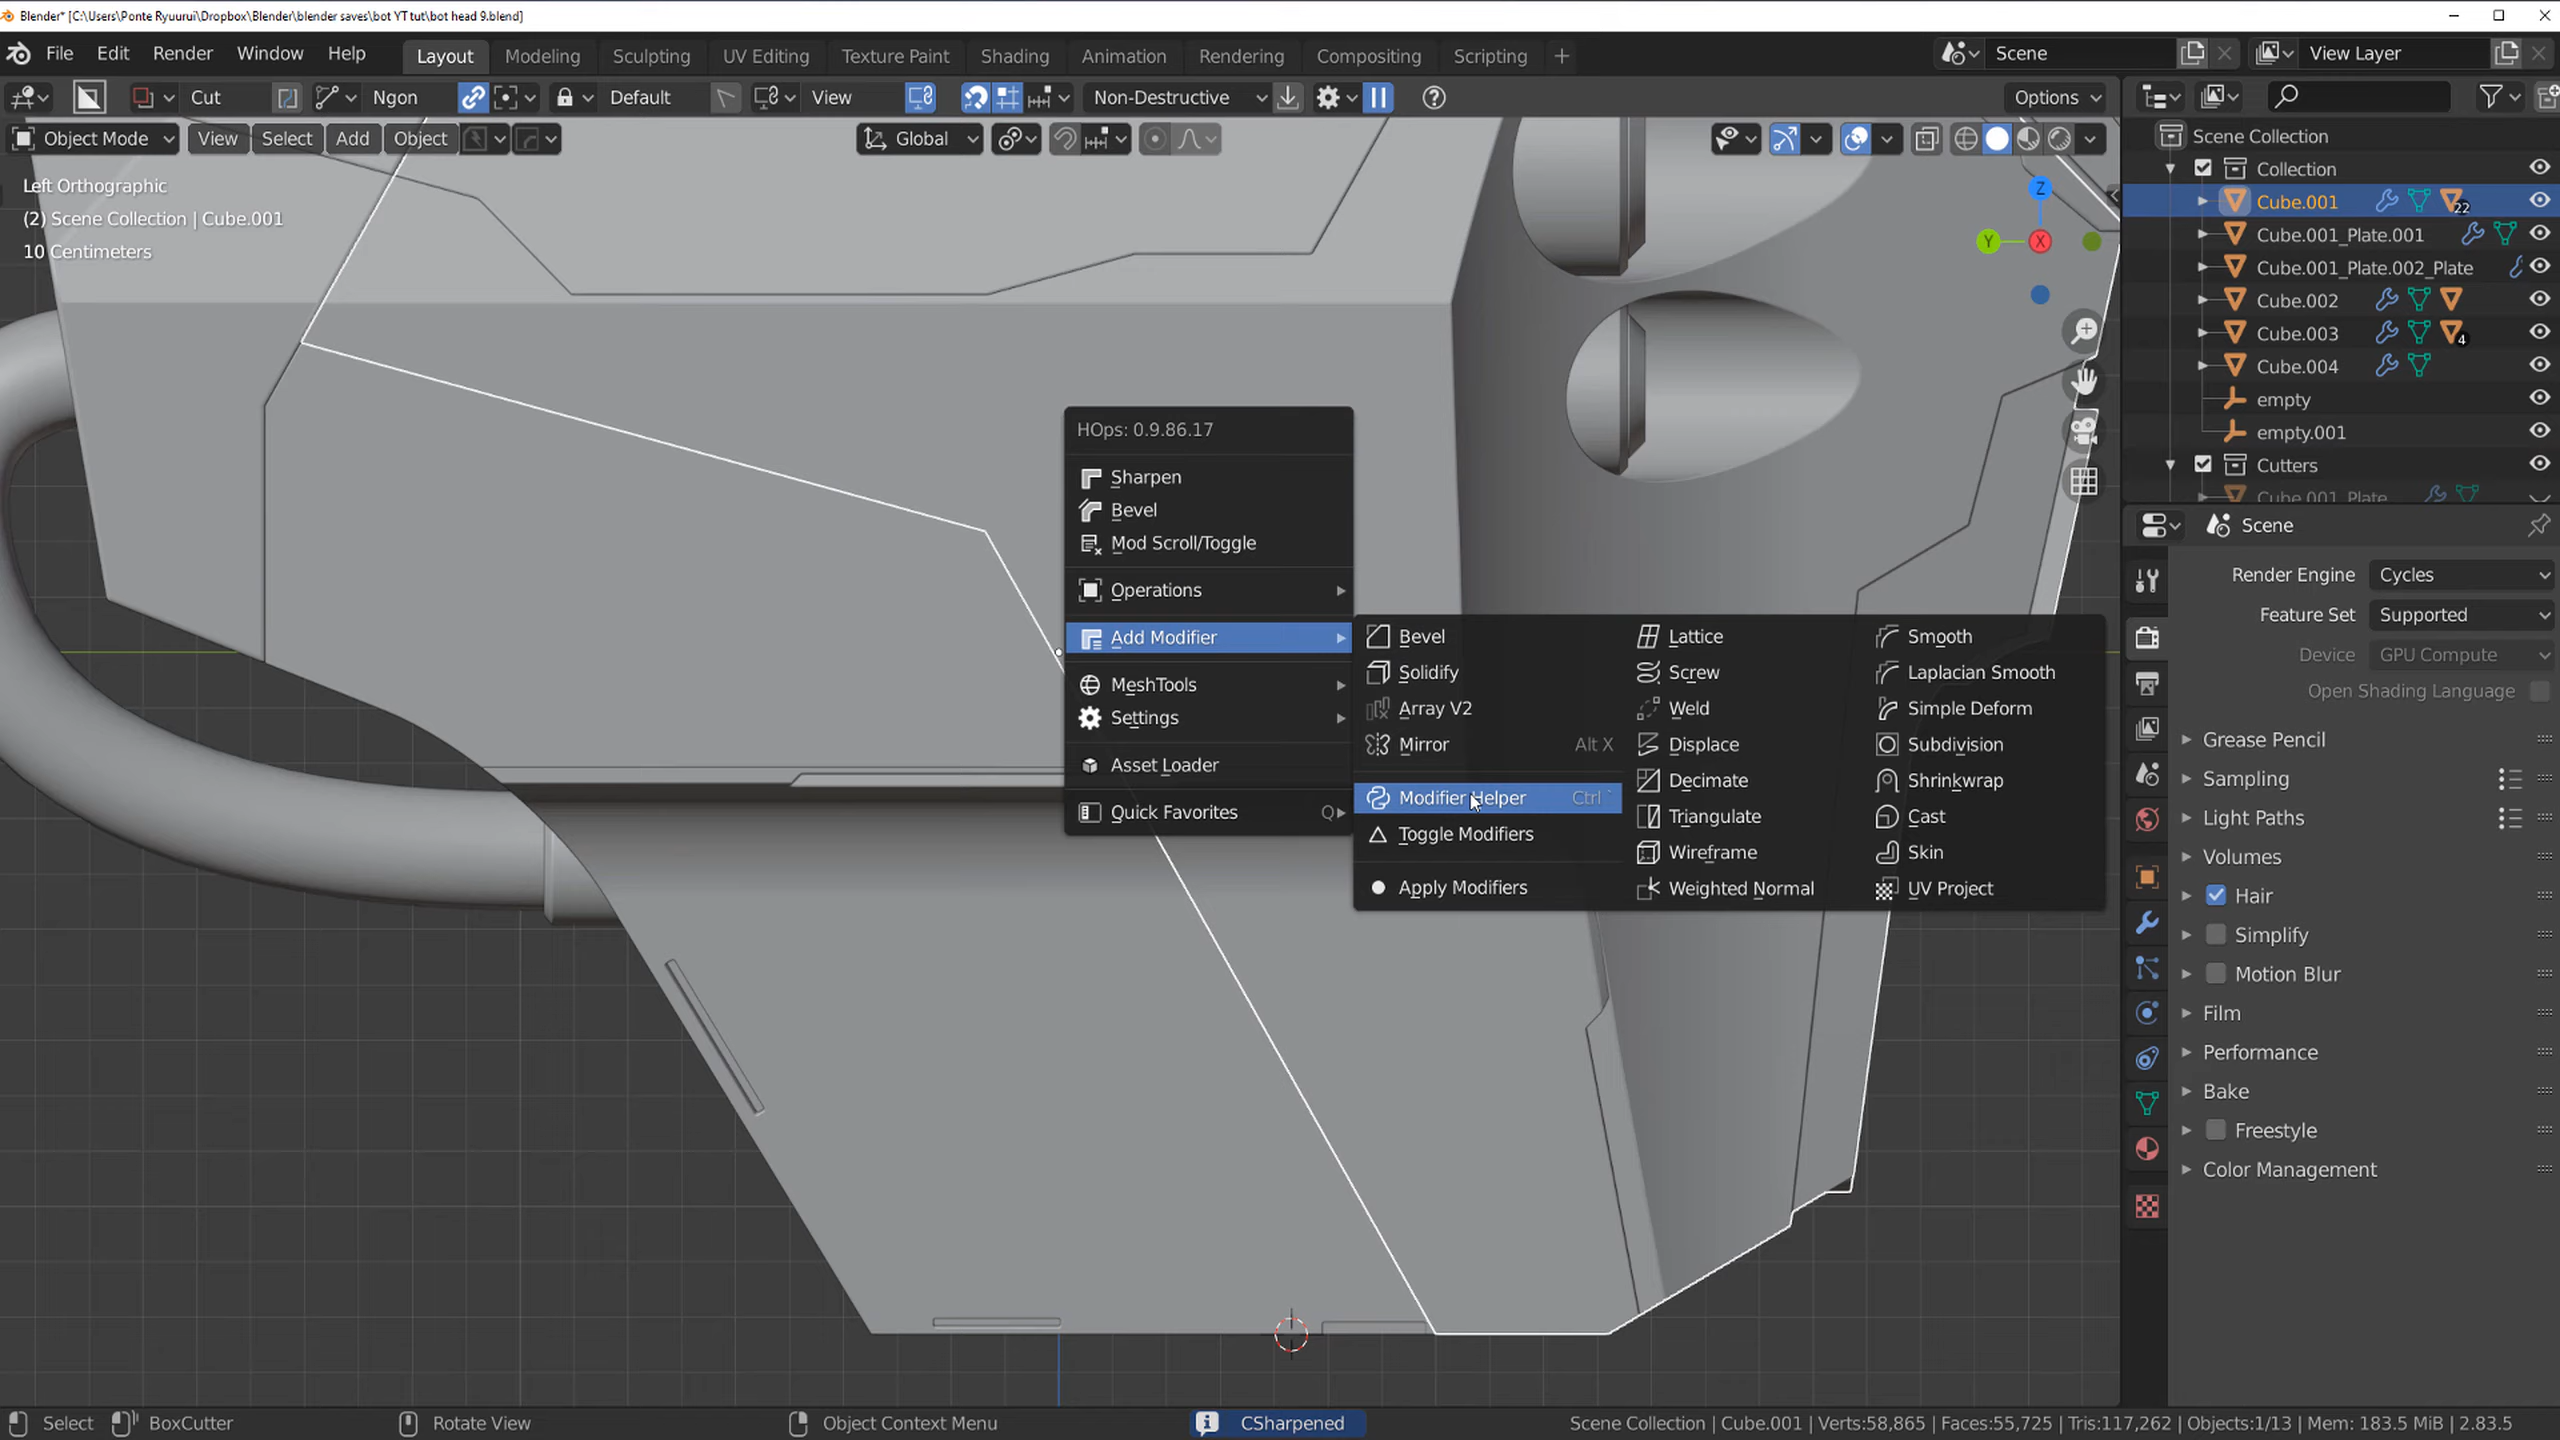 Blender* [C:\Users\Ponte Ryuurui\Dropbox\Blender\blender saves\bot YT tut\bot head 9.blend]
File Edit Render Window Help Layout Modeling Sculpting UV Editing Texture Paint Shading Animation Rendering Compositing Scripting + Scene View Layer
Cut Ngon Default View Non-Destructive Options
Object Mode View Select Add Object Global
Left Orthographic
(2) Scene Collection | Cube.001
10 Centimeters
Z
Y
X
Scene Collection
Collection
Cube.001 22
Cube.001_Plate.001
Cube.001_Plate.002_Plate
Cube.002
Cube.003 4
Cube.004
empty
empty.001
Cutters
Cube.001_Plate
HOps: 0.9.86.17
Sharpen
Bevel
Mod Scroll/Toggle
Operations
Add Modifier
MeshTools
Settings
Asset Loader
Quick Favorites Q
Bevel Lattice Smooth
Solidify Screw Laplacian Smooth
Array V2 Weld Simple Deform
Mirror Alt X Displace Subdivision
Decimate Shrinkwrap
Modifier Helper Ctrl `
Triangulate Cast
Toggle Modifiers
Wireframe Skin
Apply Modifiers Weighted Normal UV Project
Scene
Render Engine Cycles
Feature Set Supported
Device GPU Compute
Open Shading Language
Grease Pencil
Sampling
Light Paths
Volumes
Hair
Simplify
Motion Blur
Film
Performance
Bake
Freestyle
Color Management
Select BoxCutter Rotate View Object Context Menu CSharpened Scene Collection | Cube.001 | Verts:58,865 | Faces:55,725 | Tris:117,262 | Objects:1/13 | Mem: 183.5 MiB | 2.83.5